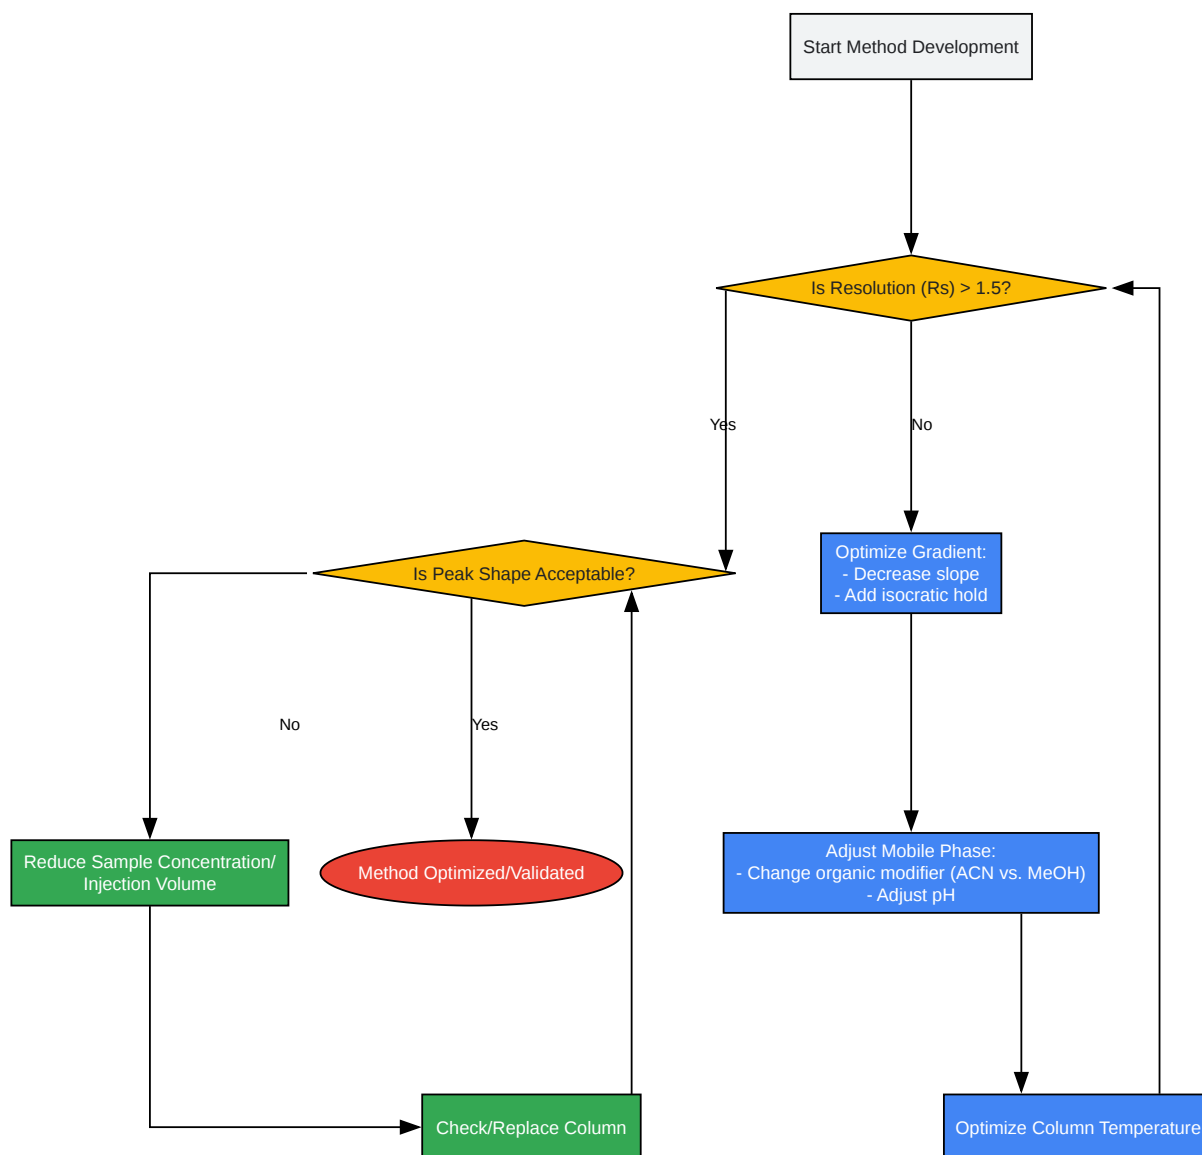 Start Method Development
Is Resolution (Rs) > 1.5?
Yes
No
Optimize Gradient:
- Decrease slope
- Add isocratic hold
Is Peak Shape Acceptable?
No
Yes
Adjust Mobile Phase:
- Change organic modifier (ACN vs. MeOH)
- Adjust pH
Reduce Sample Concentration/
Injection Volume
Method Optimized/Validated
Check/Replace Column
Optimize Column Temperature